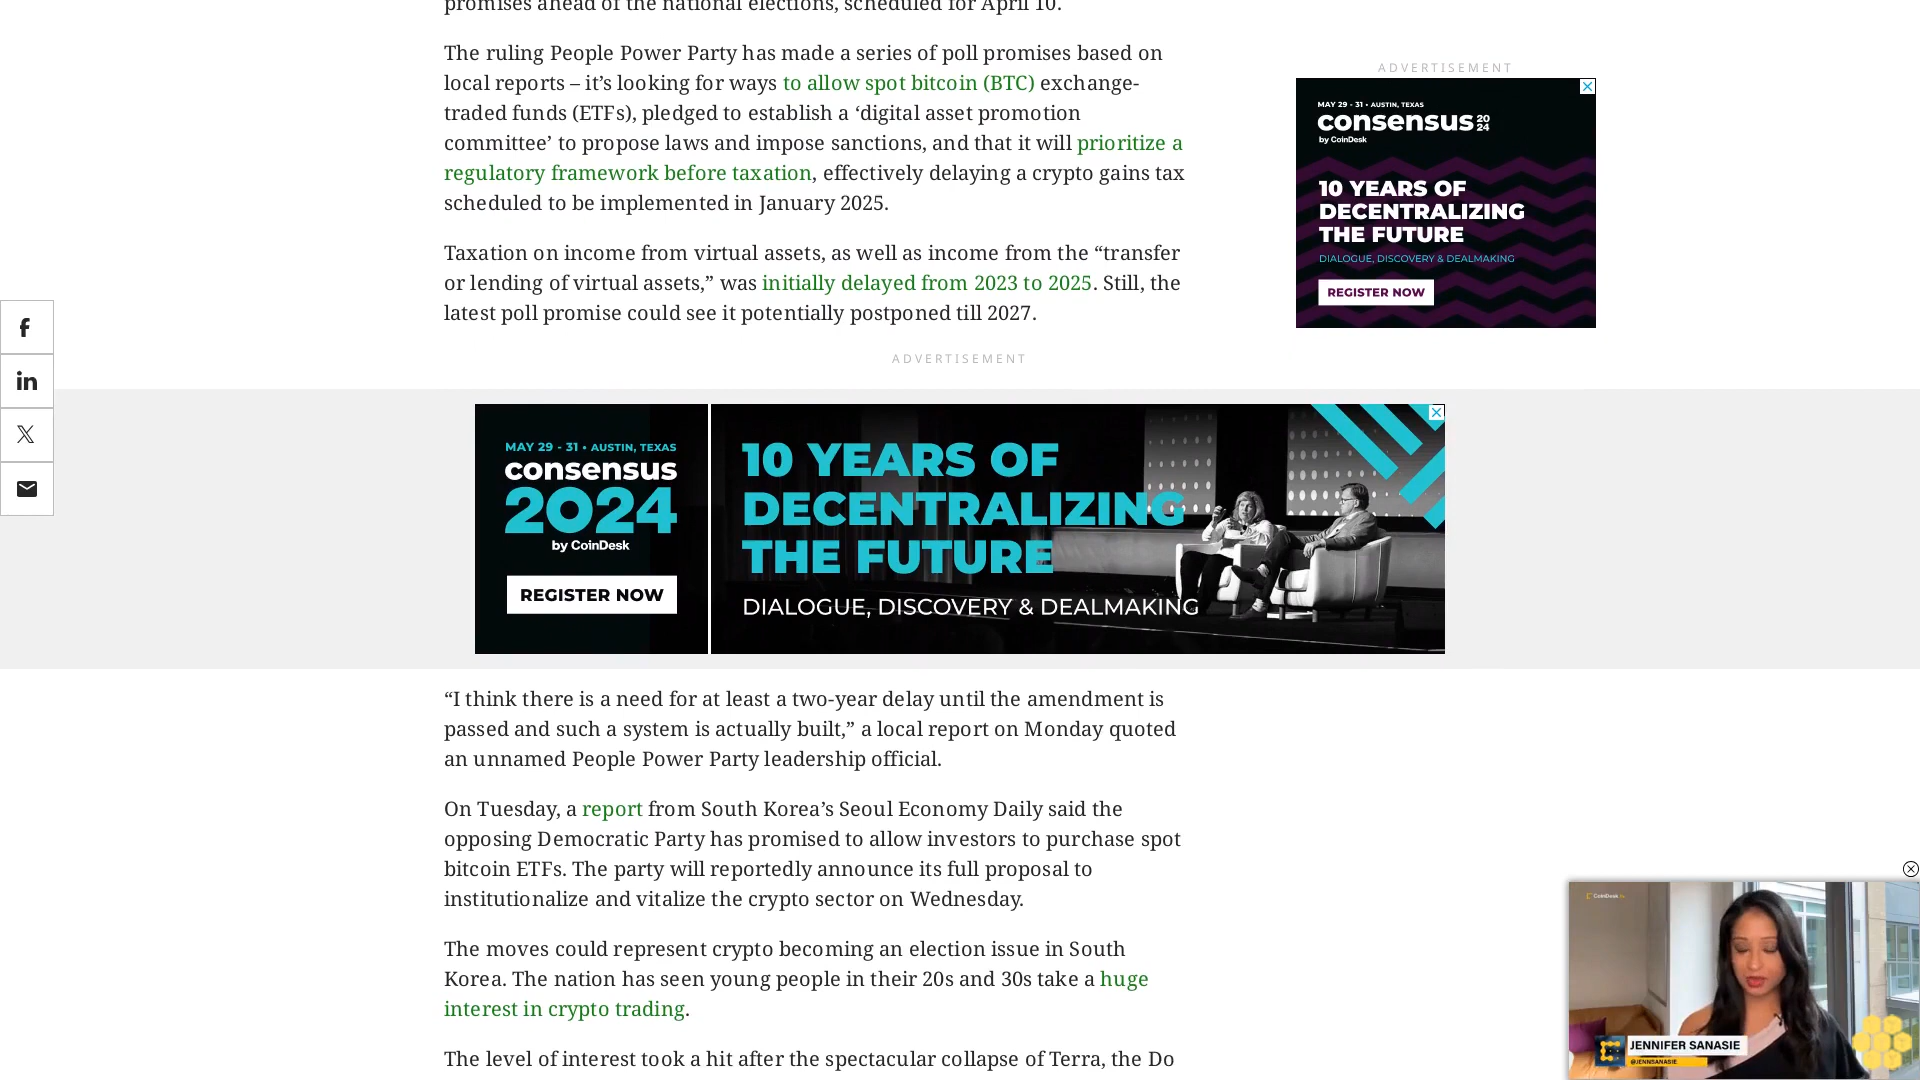 promises ahead of the national elections, scheduled for April 10.
The ruling People Power Party has made a series of poll promises based on
local reports – it’s looking for ways to allow spot bitcoin (BTC) exchange-
traded funds (ETFs), pledged to establish a ‘digital asset promotion
committee’ to propose laws and impose sanctions, and that it will prioritize a
regulatory framework before taxation, effectively delaying a crypto gains tax
scheduled to be implemented in January 2025.
Taxation on income from virtual assets, as well as income from the “transfer
or lending of virtual assets,” was initially delayed from 2023 to 2025. Still, the
latest poll promise could see it potentially postponed till 2027.
ADVERTISEMENT
MAY 29 - 31 • AUSTIN, TEXAS
consensus 2024
by CoinDesk
10 YEARS OF
DECENTRALIZING
THE FUTURE
DIALOGUE, DISCOVERY & DEALMAKING
REGISTER NOW
ADVERTISEMENT
MAY 29 - 31 • AUSTIN, TEXAS
consensus
2024
by CoinDesk
REGISTER NOW
10 YEARS OF
DECENTRALIZING
THE FUTURE
DIALOGUE, DISCOVERY & DEALMAKING
“I think there is a need for at least a two-year delay until the amendment is
passed and such a system is actually built,” a local report on Monday quoted
an unnamed People Power Party leadership official.
On Tuesday, a report from South Korea’s Seoul Economy Daily said the
opposing Democratic Party has promised to allow investors to purchase spot
bitcoin ETFs. The party will reportedly announce its full proposal to
institutionalize and vitalize the crypto sector on Wednesday.
The moves could represent crypto becoming an election issue in South
Korea. The nation has seen young people in their 20s and 30s take a huge
interest in crypto trading.
The level of interest took a hit after the spectacular collapse of Terra, the Do
CoinDesk
JENNIFER SANASIE
@JENNSANASIE